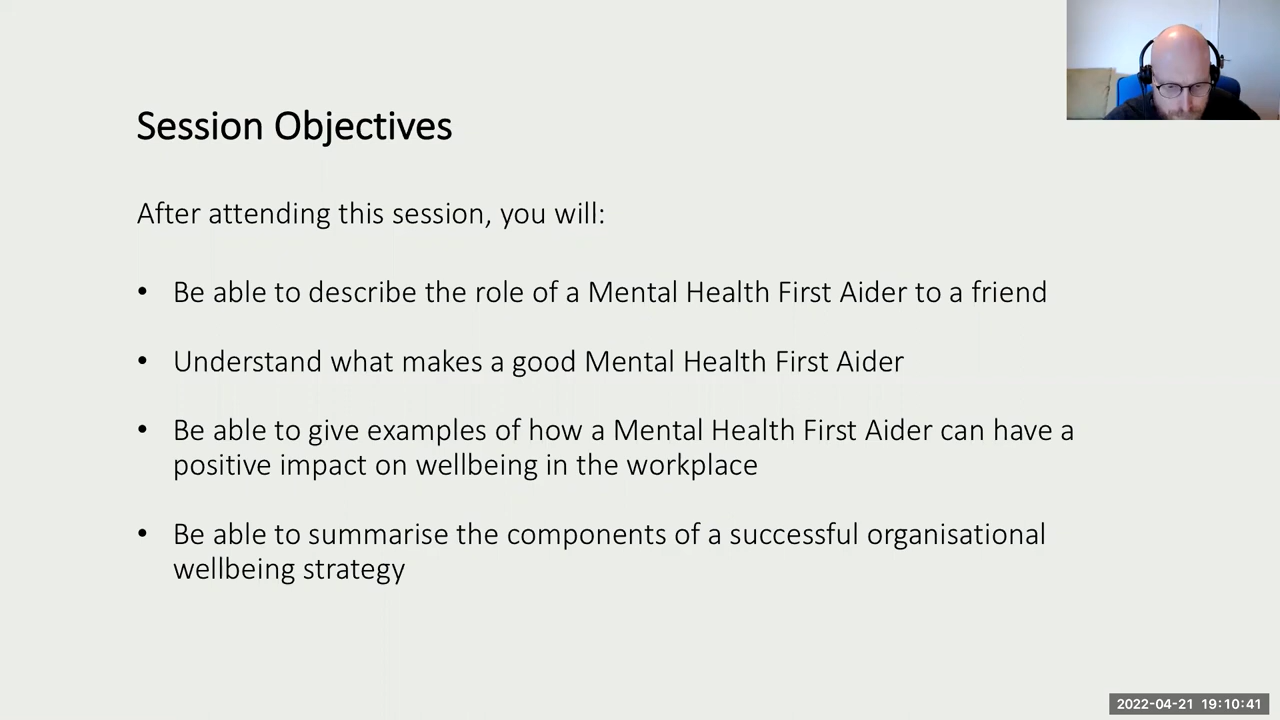 Session Objectives
After attending this session, you will:
• Be able to describe the role of a Mental Health First Aider to a friend
• Understand what makes a good Mental Health First Aider
• Be able to give examples of how a Mental Health First Aider can have a
positive impact on wellbeing in the workplace
• Be able to summarise the components of a successful organisational
wellbeing strategy
2022-04-21 19:10:41